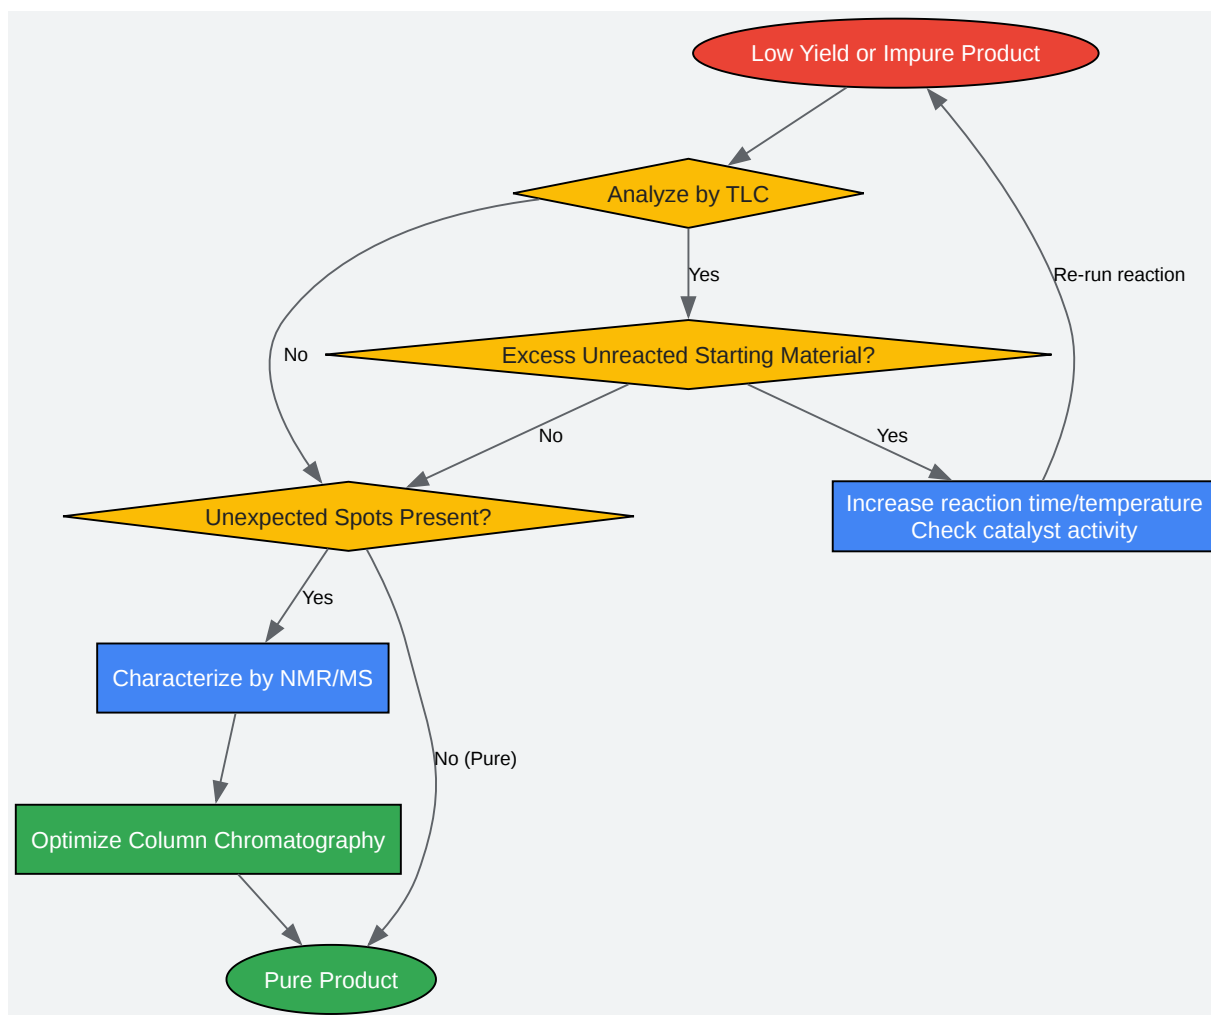 Low Yield or Impure Product
Analyze by TLC
Yes
Re-run reaction
No
Excess Unreacted Starting Material?
No
Yes
Unexpected Spots Present?
Increase reaction time/temperature
Check catalyst activity
Yes
Characterize by NMR/MS
No (Pure)
Optimize Column Chromatography
Pure Product